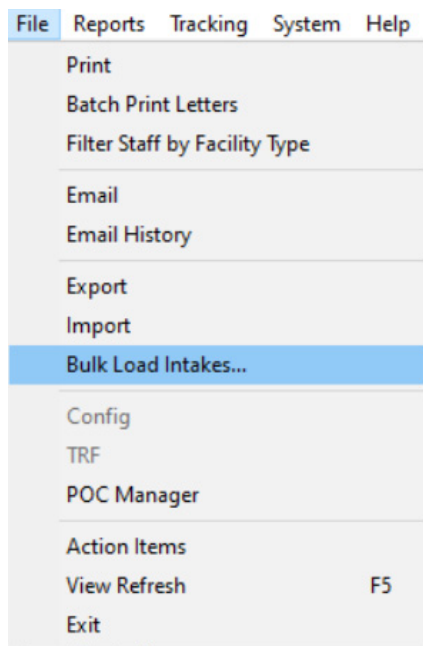 File Reports Tracking System Help
Print
Batch Print Letters
Filter Staff by Facility Type
Email
Email History
Export
Import
Bulk Load Intakes...
Config
TRF
POC Manager
Action Items
View Refresh F5
Exit